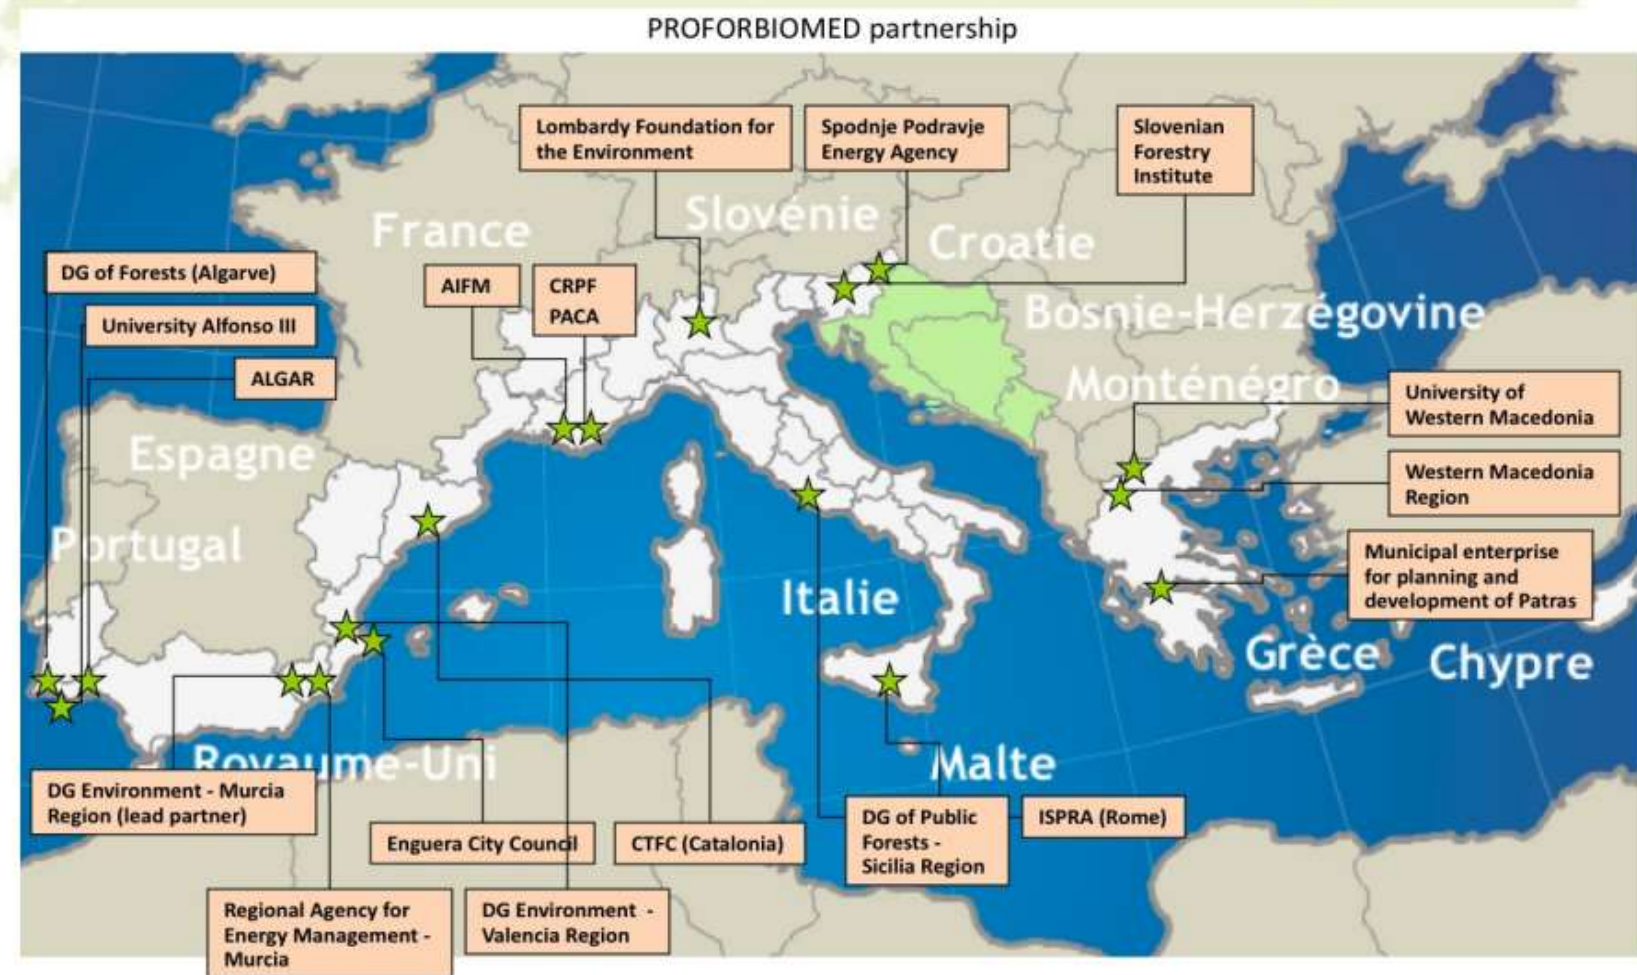 PROFORBIOMED partnership
Lombardy Foundation for
the Environment
Spodnje Podravje
Energy Agency
Slovenian
Forestry
Institute
France
Slovénie
Croatie
DG of Forests (Algarve)
AIFM
CRPF
PACA
University Alfonso III
Bosnie-Herzégovine
ALGAR
Monténégro
University of
Western Macedonia
Espagne
Western Macedonia
Region
Portugal
Municipal enterprise
for planning and
development of Patras
Italie
Grèce
Chypre
Royaume-Uni
Malte
DG Environment - Murcia
Region (lead partner)
Enguera City Council
CTFC (Catalonia)
DG of Public
Forests -
Sicilia Region
ISPRA (Rome)
Regional Agency for
Energy Management -
Murcia
DG Environment -
Valencia Region